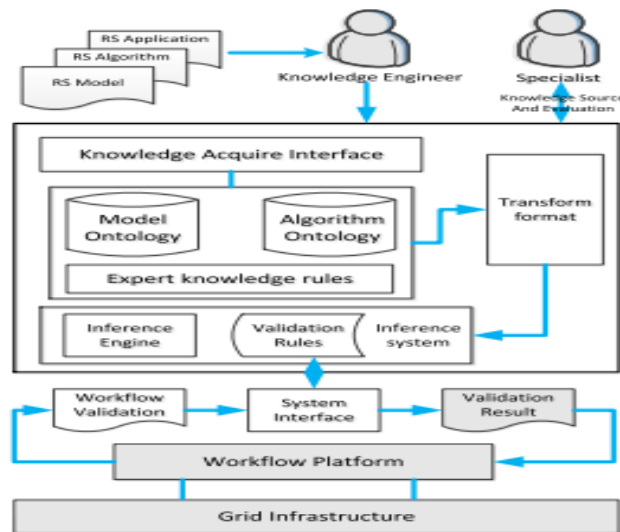 RS Application
RS Algorithm
RS Model
Knowledge Engineer
Specialist
Knowledge Source
And Evaluation
Knowledge Acquire Interface
Model
Ontology
Algorithm
Ontology
Transform
format
Expert knowledge rules
Inference
Engine
Validation
Rules
Inference
system
Workflow
Validation
System
Interface
Validation
Result
Workflow Platform
Grid Infrastructure